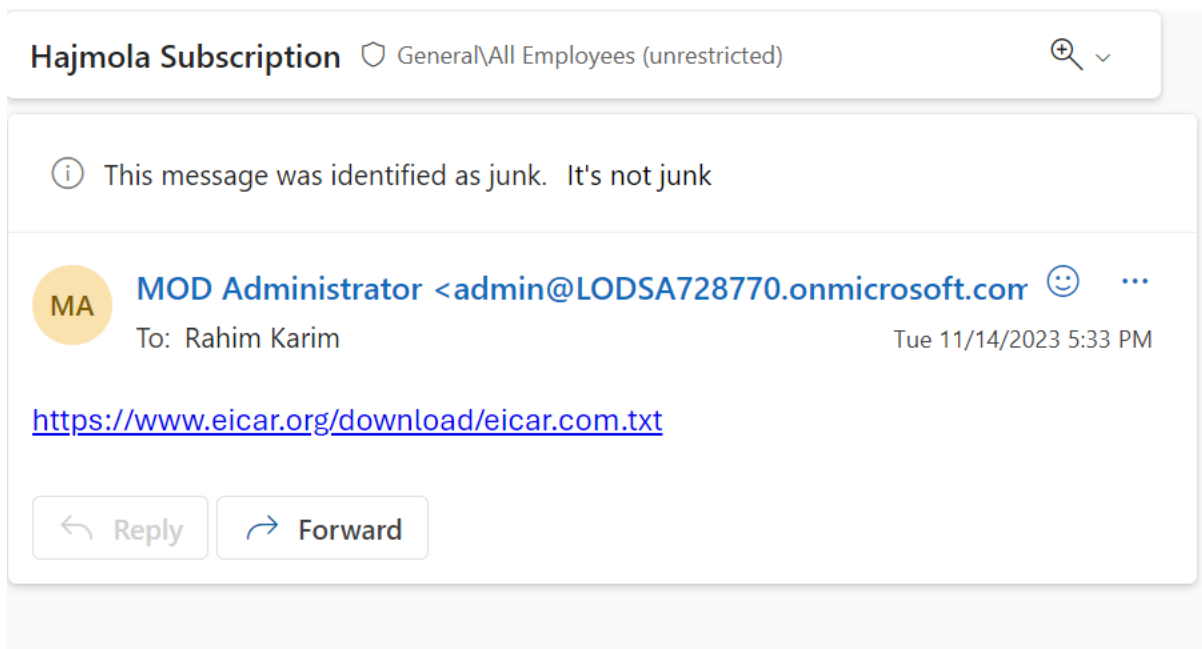 Hajmola Subscription General\All Employees (unrestricted)
This message was identified as junk. It's not junk
MA
MOD Administrator <admin@LODSA728770.onmicrosoft.com
To: Rahim Karim
Tue 11/14/2023 5:33 PM
https://www.eicar.org/download/eicar.com.txt
Reply Forward